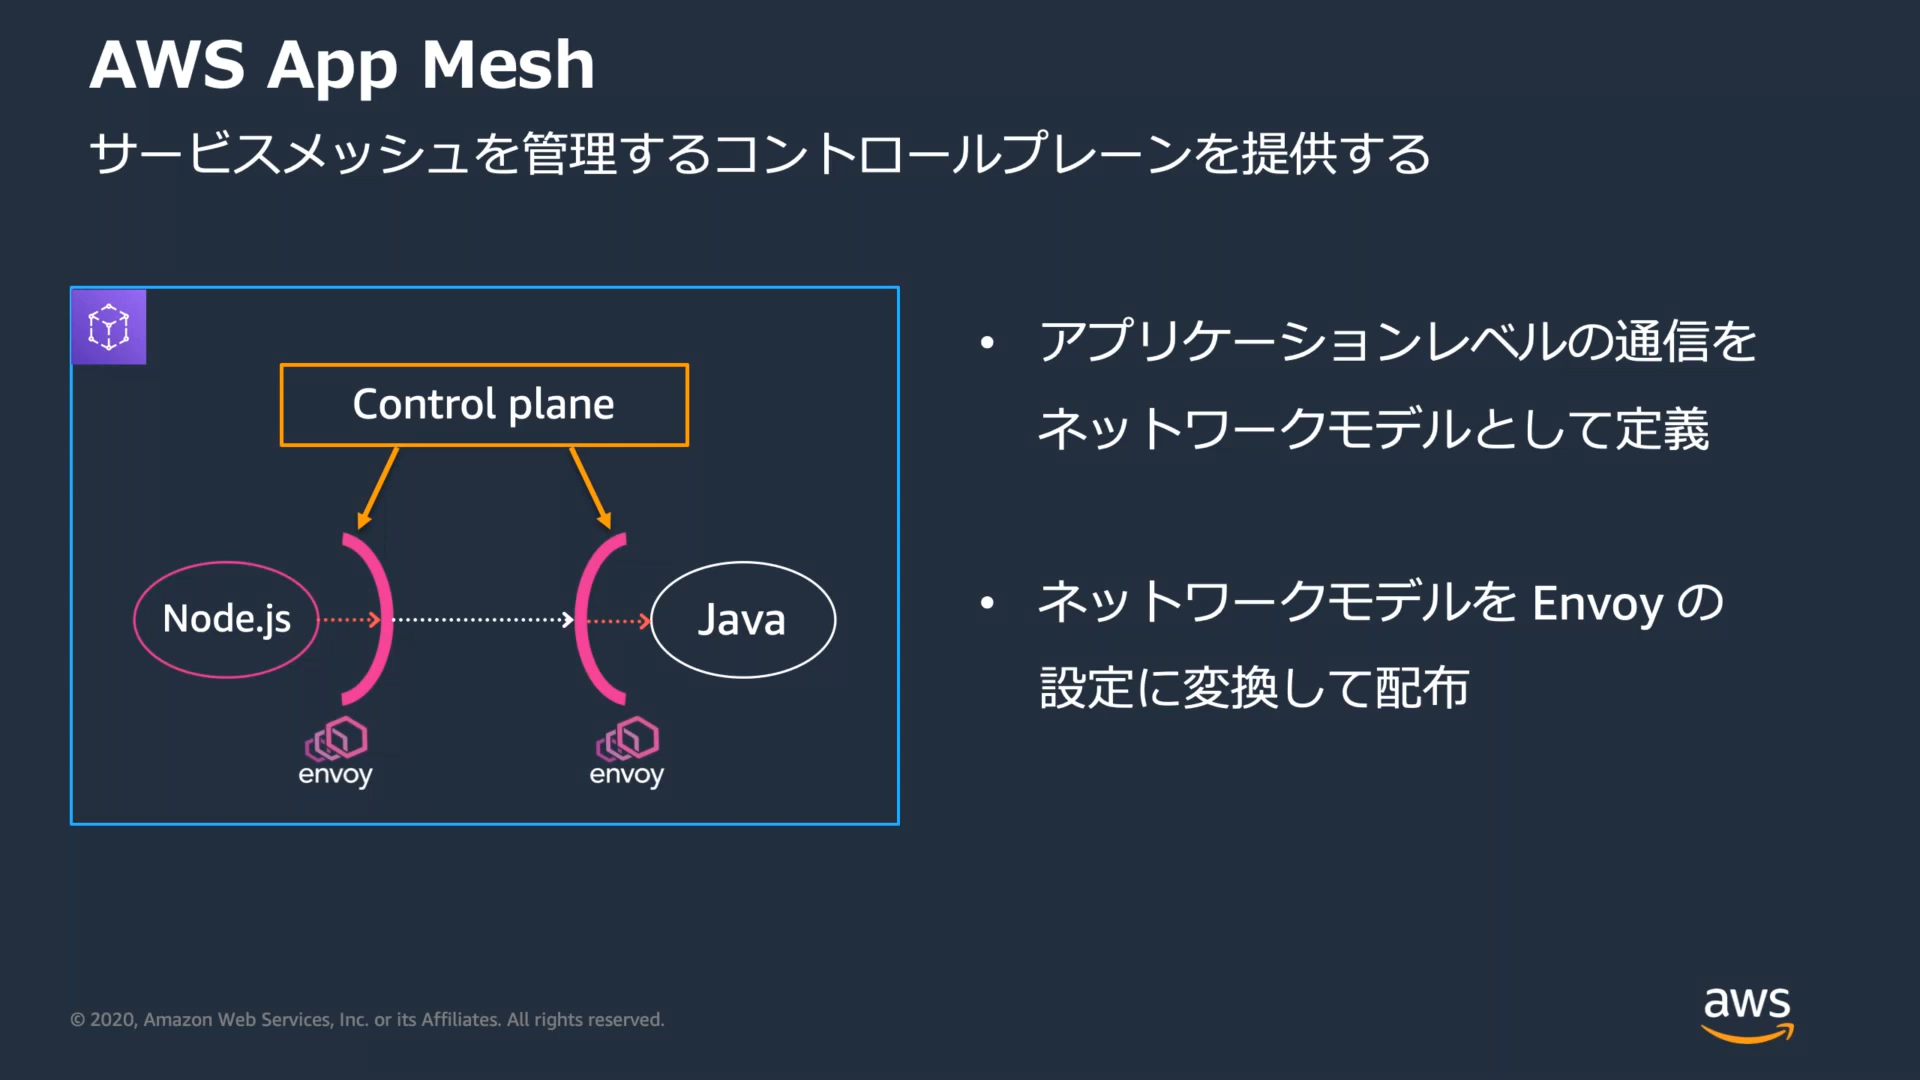 AWS App Mesh
サービスメッシュを管理するコントロールプレーンを提供する
Control plane
Node.js
Java
envoy
envoy
• アプリケーションレベルの通信を
ネットワークモデルとして定義
• ネットワークモデルを Envoy の
設定に変換して配布
© 2020, Amazon Web Services, Inc. or its Affiliates. All rights reserved.
aws